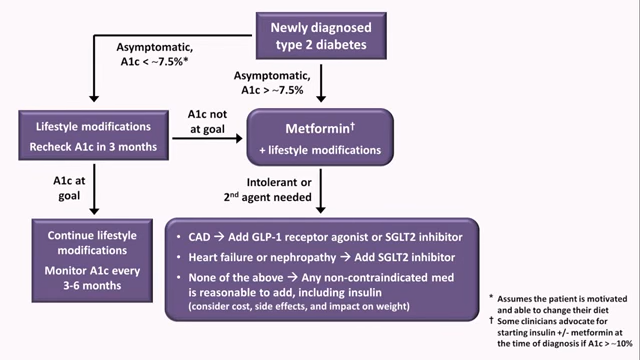 Newly diagnosed
type 2 diabetes
Asymptomatic,
A1c < ~7.5%*
Asymptomatic,
A1c > ~7.5%
Lifestyle modifications
Recheck A1c in 3 months
A1c not
at goal
Metformin†
+ lifestyle modifications
A1c at
goal
Intolerant or
2nd agent needed
Continue lifestyle
modifications
Monitor A1c every
3-6 months
• CAD → Add GLP-1 receptor agonist or SGLT2 inhibitor
• Heart failure or nephropathy → Add SGLT2 inhibitor
• None of the above → Any non-contraindicated med
is reasonable to add, including insulin
(consider cost, side effects, and impact on weight)
* Assumes the patient is motivated
and able to change their diet
† Some clinicians advocate for
starting insulin +/- metformin at
the time of diagnosis if A1c > ~10%